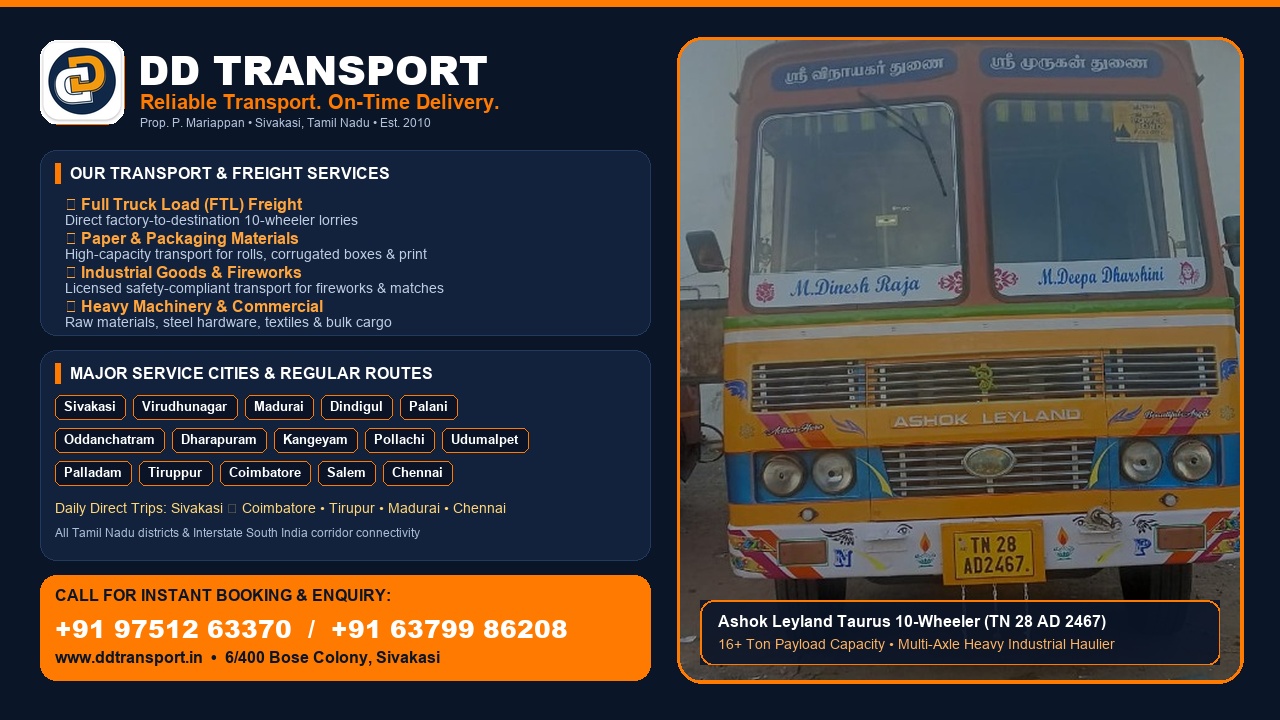 DD TRANSPORT
Reliable Transport. On-Time Delivery.
Prop. P. Mariappan • Sivakasi, Tamil Nadu • Est. 2010
OUR TRANSPORT & FREIGHT SERVICES
Full Truck Load (FTL) Freight
Direct factory-to-destination 10-wheeler lorries
Paper & Packaging Materials
High-capacity transport for rolls, corrugated boxes & print
Industrial Goods & Fireworks
Licensed safety-compliant transport for fireworks & matches
Heavy Machinery & Commercial
Raw materials, steel hardware, textiles & bulk cargo
MAJOR SERVICE CITIES & REGULAR ROUTES
Sivakasi Virudhunagar Madurai Dindigul Palani
Oddanchatram Dharapuram Kangeyam Pollachi Udumalpet
Palladam Tiruppur Coimbatore Salem Chennai
Daily Direct Trips: Sivakasi Coimbatore • Tirupur • Madurai • Chennai
All Tamil Nadu districts & Interstate South India corridor connectivity
CALL FOR INSTANT BOOKING & ENQUIRY:
+91 97512 63370 / +91 63799 86208
www.ddtransport.in • 6/400 Bose Colony, Sivakasi
ஸ்ரீ விநாயகர் துணை ஸ்ரீ முருகன் துணை
M.Dinesh Raja M.Deepa Dharshini
ASHOK LEYLAND
Action Hero Beautiful Angel
N P
TN 28
AD2467.
Ashok Leyland Taurus 10-Wheeler (TN 28 AD 2467)
16+ Ton Payload Capacity • Multi-Axle Heavy Industrial Haulier